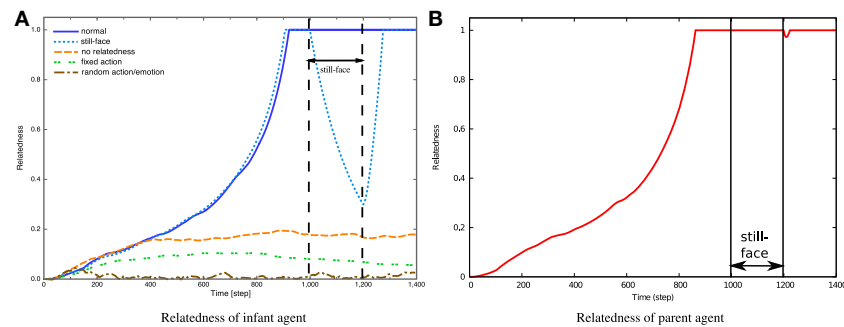 A
B
normal
still-face
no relatedness
fixed action
random action/emotion
still-face
Relatedness
1.0
0.8
0.6
0.4
0.2
0.0
0 200 400 600 800 1,000 1,200 1,400
Time [step]
Relatedness of infant agent
Relatedness
1
0.8
0.6
0.4
0.2
0
0 200 400 600 800 1000 1200 1400
Time (step)
still-
face
Relatedness of parent agent